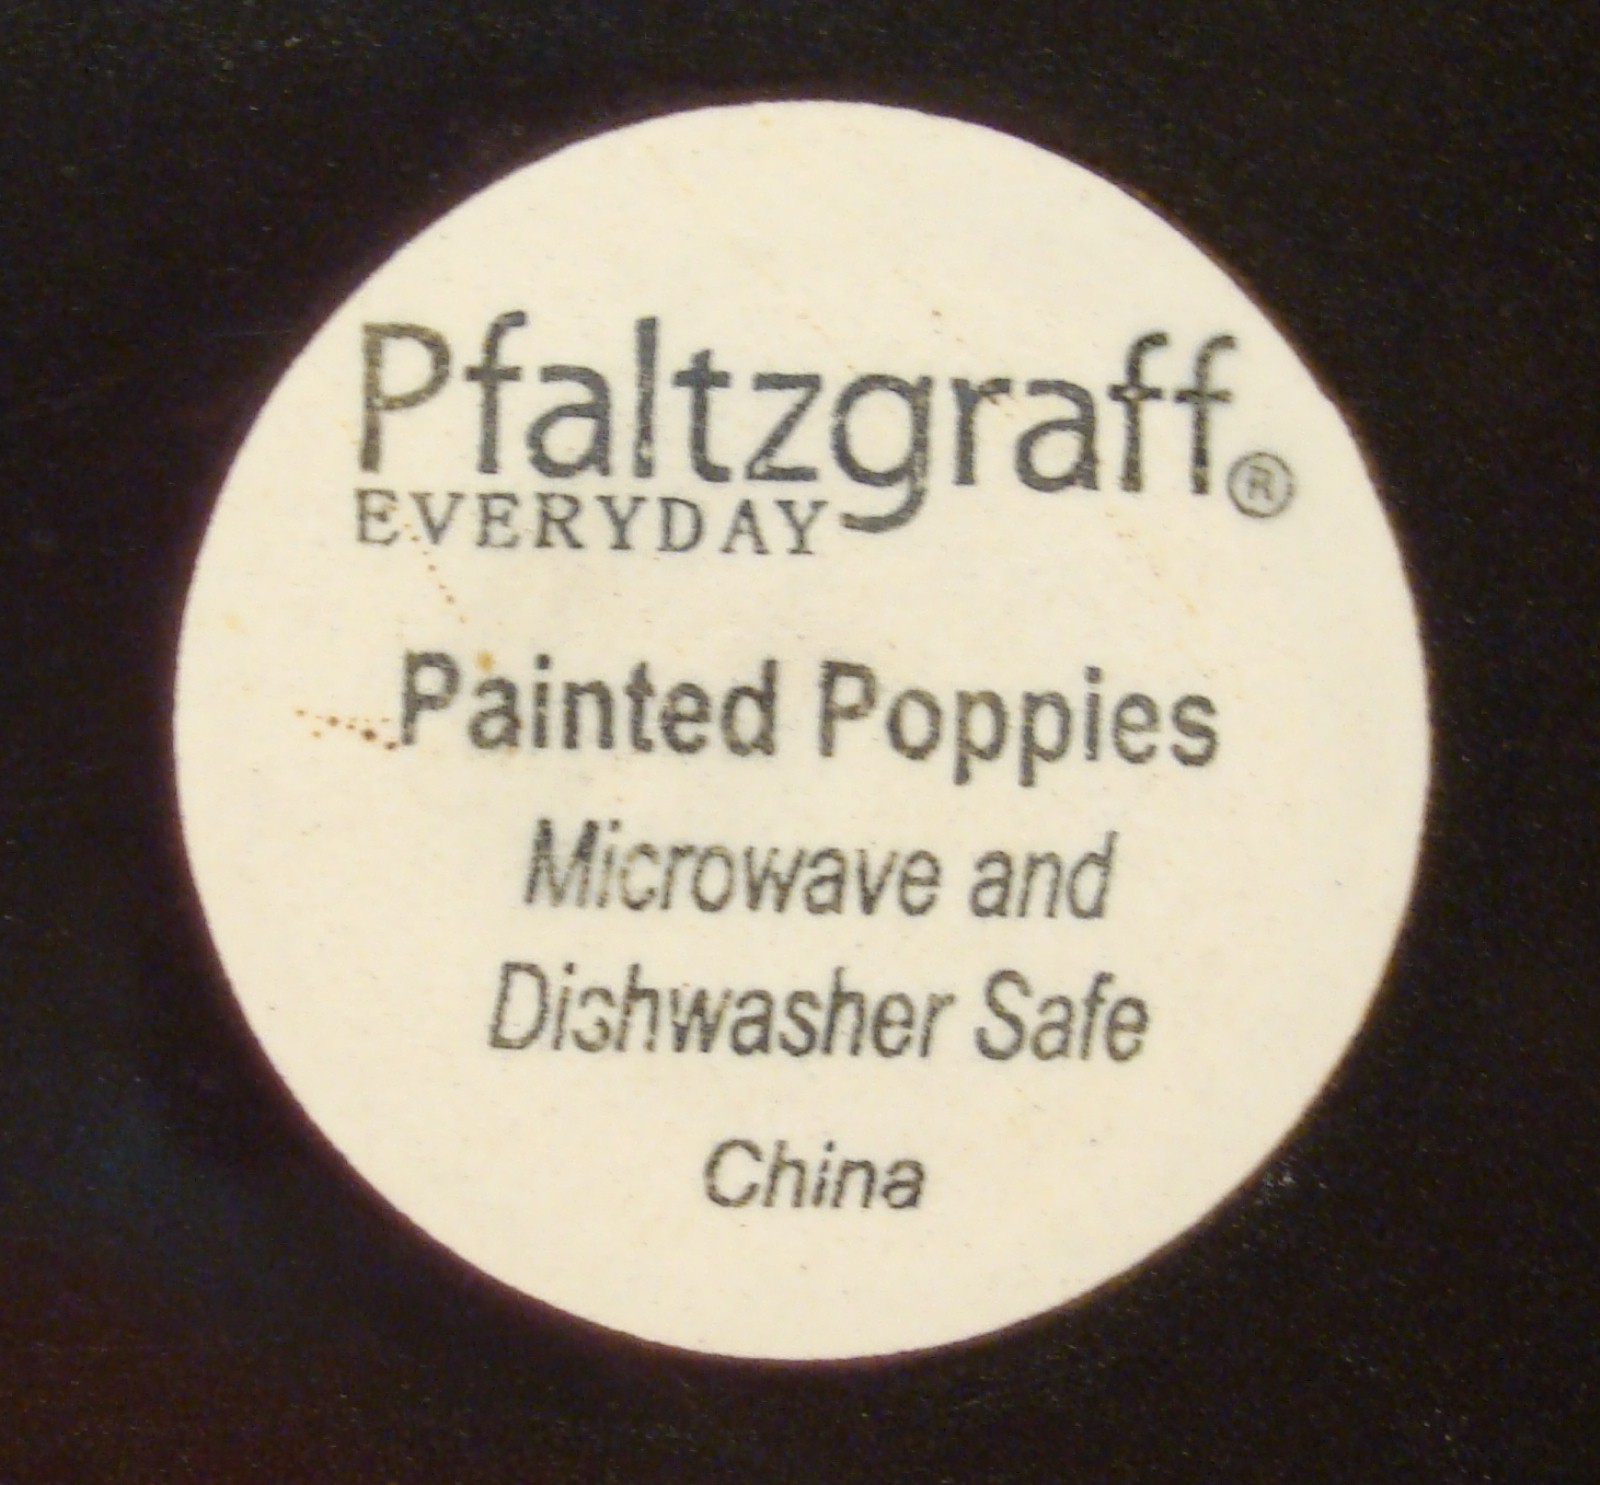 Pfaltzgraff®
EVERYDAY
Painted Poppies
Microwave and
Dishwasher Safe
China